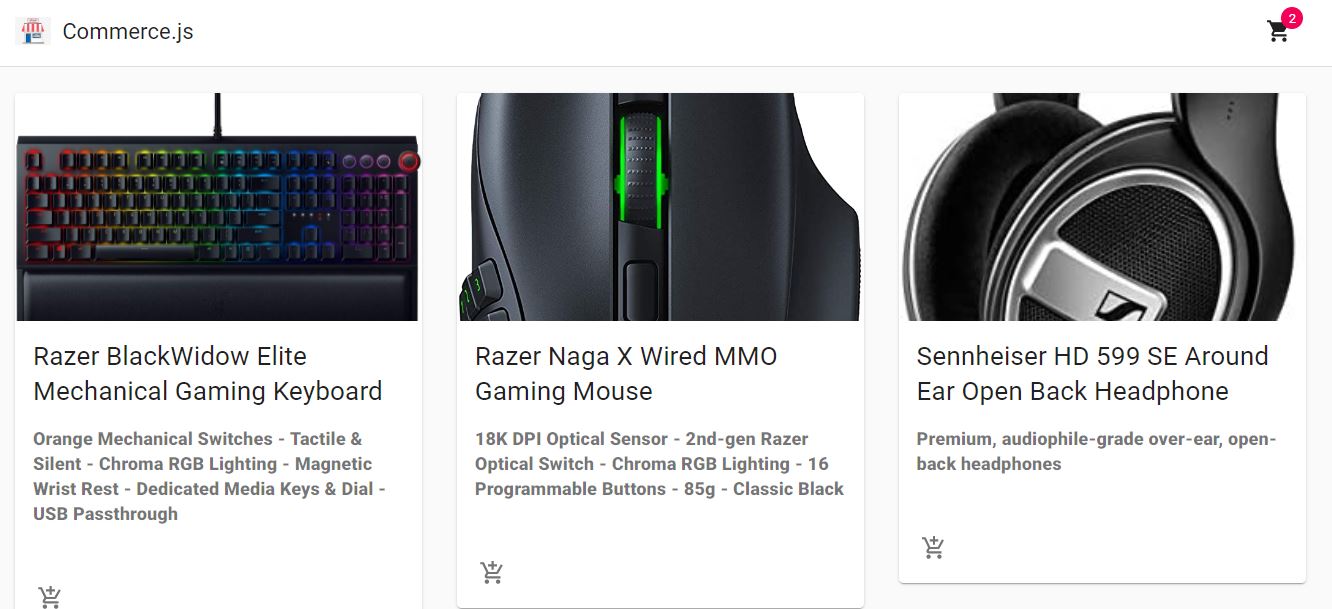 Commerce.js
2
Razer BlackWidow Elite
Mechanical Gaming Keyboard
Orange Mechanical Switches - Tactile &
Silent - Chroma RGB Lighting - Magnetic
Wrist Rest - Dedicated Media Keys & Dial -
USB Passthrough
Razer Naga X Wired MMO
Gaming Mouse
18K DPI Optical Sensor - 2nd-gen Razer
Optical Switch - Chroma RGB Lighting - 16
Programmable Buttons - 85g - Classic Black
Sennheiser HD 599 SE Around
Ear Open Back Headphone
Premium, audiophile-grade over-ear, open-
back headphones